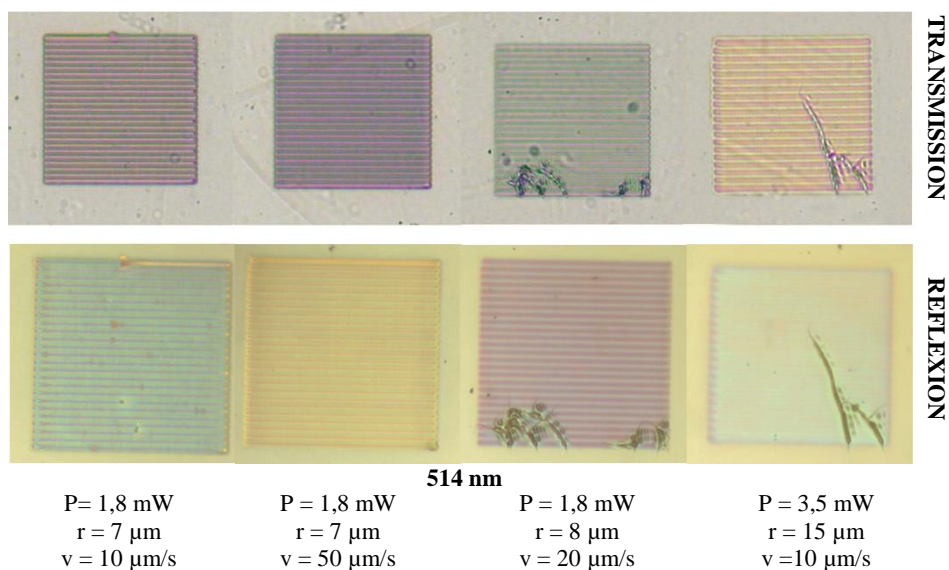 TRANSMISSION
REFLEXION
514 nm
P= 1,8 mW
r = 7 µm
v = 10 µm/s
P = 1,8 mW
r = 7 µm
v = 50 µm/s
P = 1,8 mW
r = 8 µm
v = 20 µm/s
P = 3,5 mW
r = 15 µm
v =10 µm/s